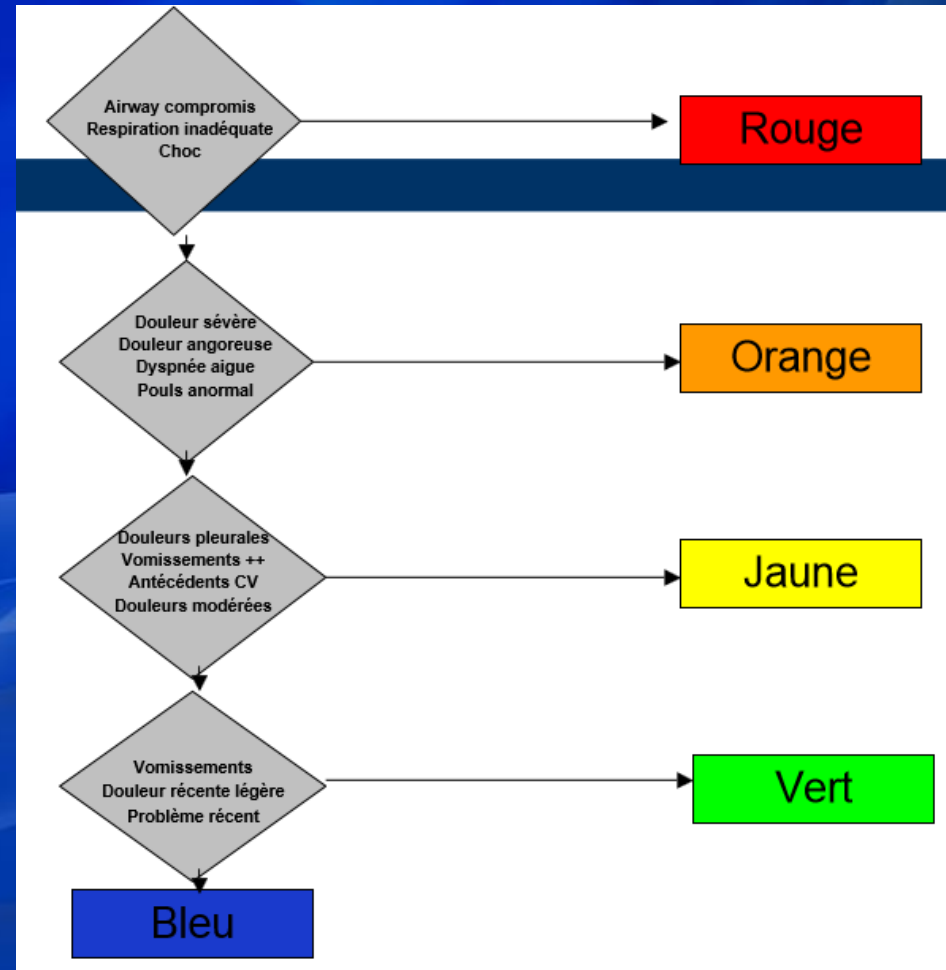 Airway compromis
Respiration inadéquate
Choc
Rouge
Douleur sévère
Douleur angoreuse
Dyspnée aigue
Pouls anormal
Orange
Douleurs pleurales
Vomissements ++
Antécédents CV
Douleurs modérées
Jaune
Vomissements
Douleur récente légère
Problème récent
Vert
Bleu